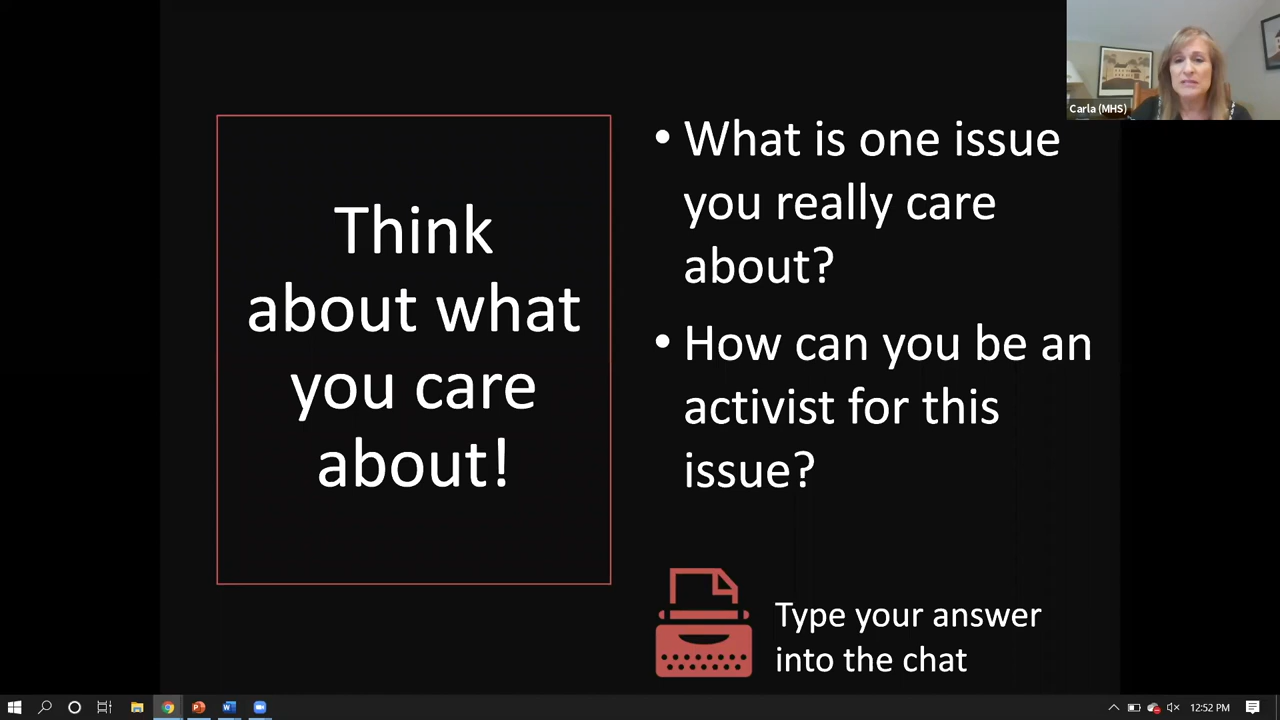 Think
about what
you care
about!
• What is one issue
you really care
about?
• How can you be an
activist for this
issue?
Type your answer
into the chat
Carla (MHS)
12:52 PM